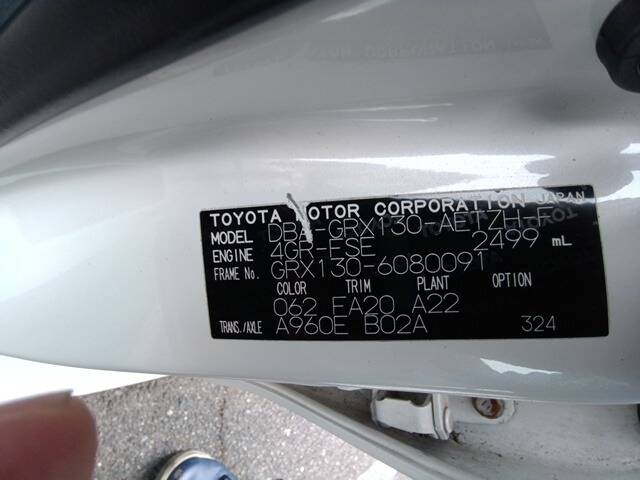 TOYOTA MOTOR CORPORATION JAPAN
MODEL DBA-GRX130-AETZH-F
ENGINE 4GR-FSE 2499 mL
FRAME No. GRX130-6080091
COLOR TRIM PLANT OPTION
062 FA20 A22
TRANS./AXLE A960E B02A 324